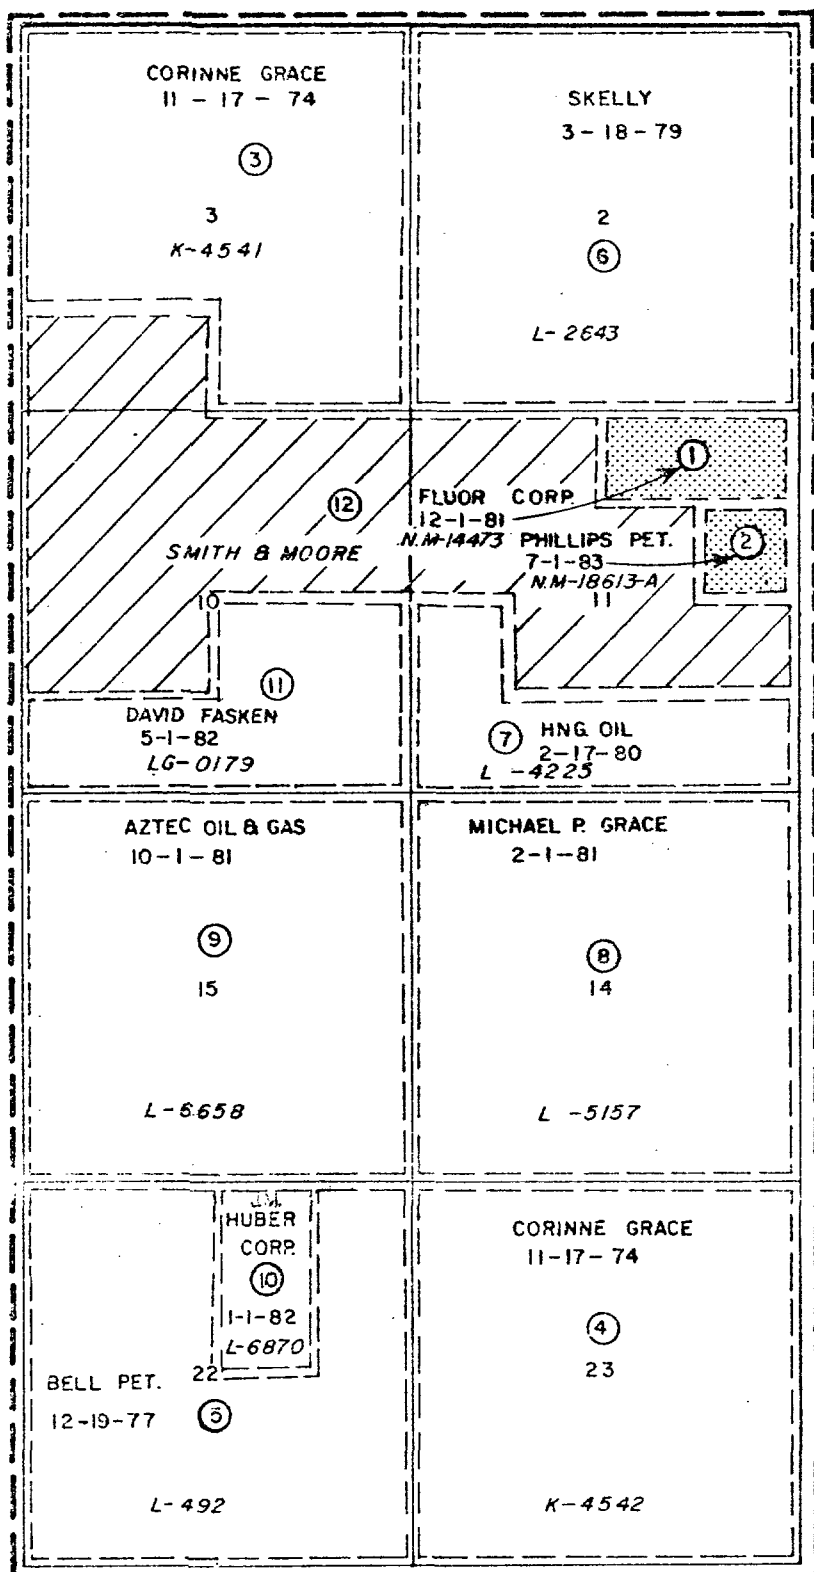 CORINNE GRACE
11 - 17 - 74
3
3
K-4541
SKELLY
3-18-79
2
6
L-2643
1
FLUOR CORP.
12-1-81
N.M-14473
PHILLIPS PET.
7-1-83
N.M-18613-A
2
11
12
SMITH & MOORE
10
11
DAVID FASKEN
5-1-82
LG-0179
7
HNG. OIL
2-17-80
L -4225
AZTEC OIL & GAS
10-1-81
9
15
L-6658
MICHAEL P. GRACE
2-1-81
8
14
L -5157
J.M.
HUBER
CORP.
10
1-1-82
L-6870
22
BELL PET.
12-19-77
5
L-492
CORINNE GRACE
11-17-74
4
23
K-4542